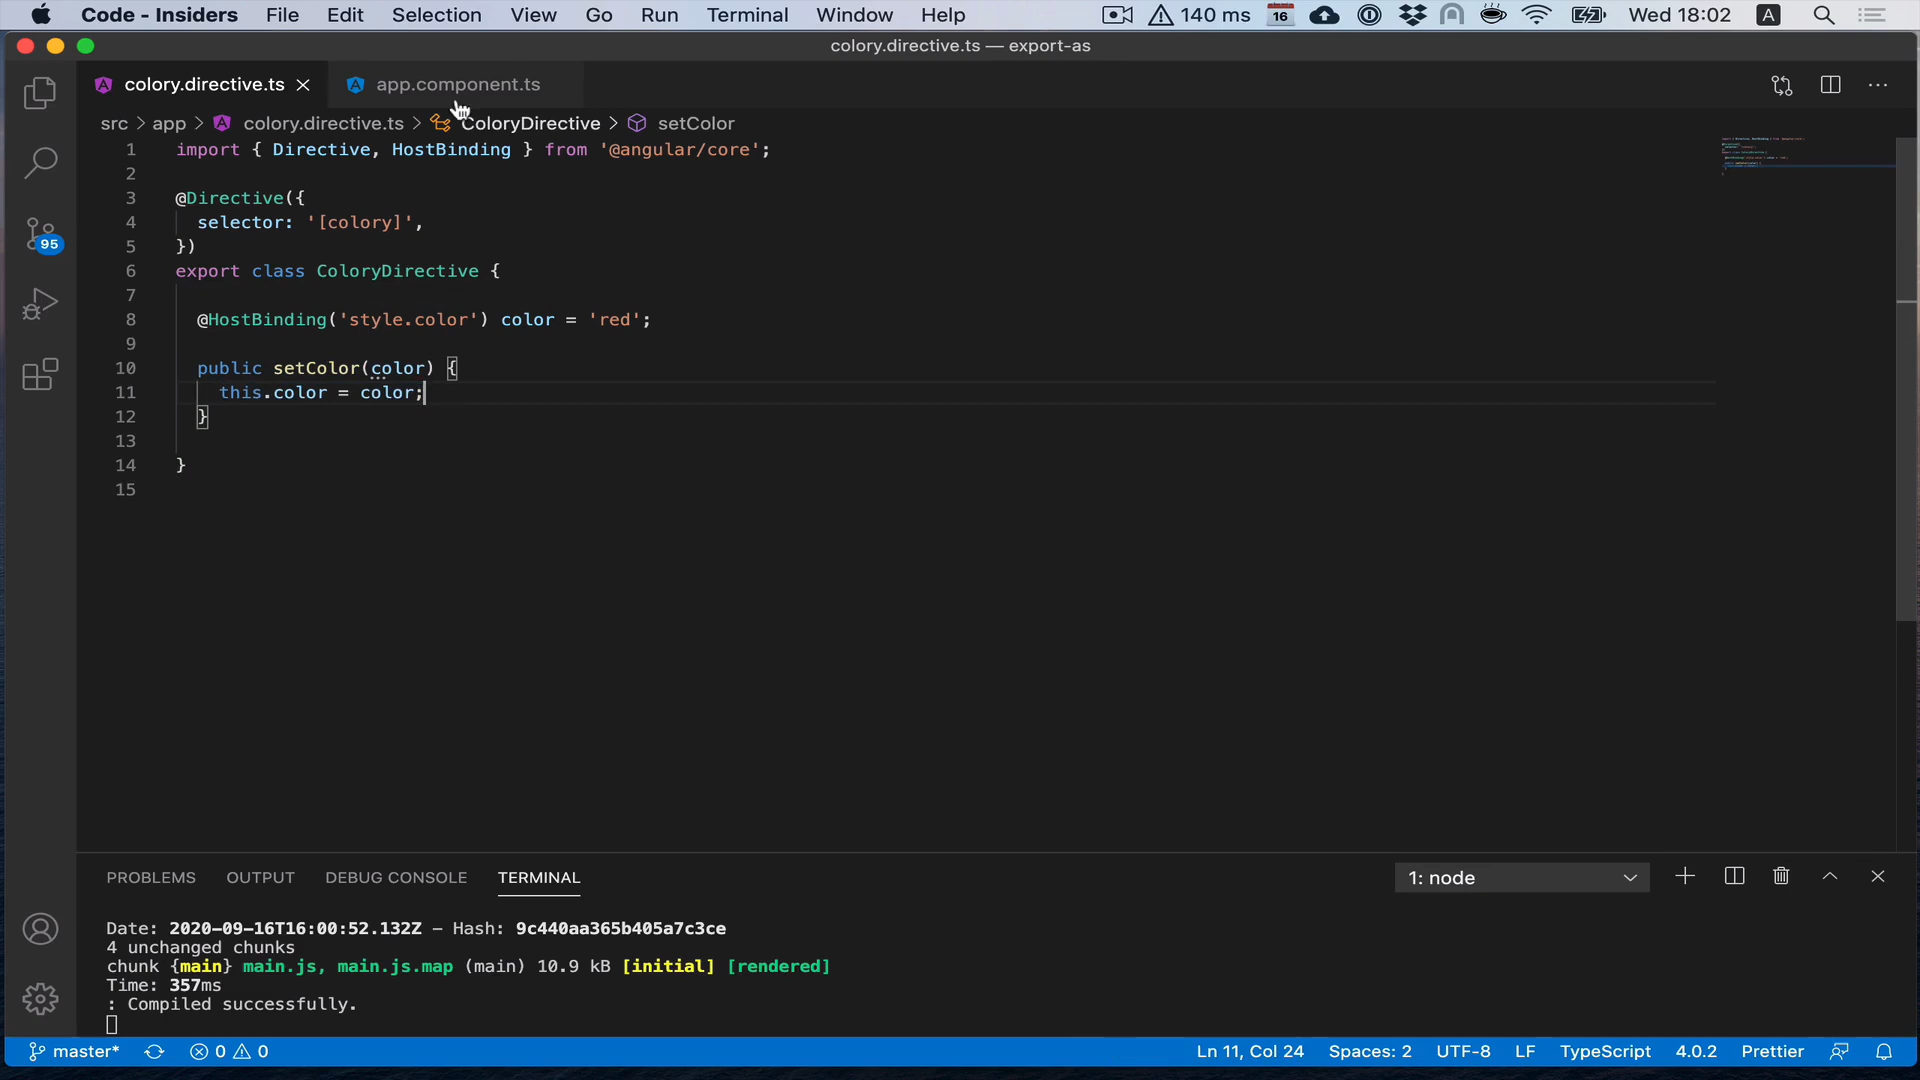 Code - Insiders File Edit Selection View Go Run Terminal Window Help 140 ms 16 Wed 18:02 A
colory.directive.ts — export-as
colory.directive.ts app.component.ts
src > app > colory.directive.ts > ColoryDirective > setColor
1 import { Directive, HostBinding } from '@angular/core';
2
3 @Directive({
4 selector: '[colory]',
5 })
6 export class ColoryDirective {
7
8 @HostBinding('style.color') color = 'red';
9
10 public setColor(color) {
11 this.color = color;
12 }
13
14 }
15
95
PROBLEMS OUTPUT DEBUG CONSOLE TERMINAL 1: node
Date: 2020-09-16T16:00:52.132Z - Hash: 9c440aa365b405a7c3ce
4 unchanged chunks
chunk {main} main.js, main.js.map (main) 10.9 kB [initial] [rendered]
Time: 357ms
: Compiled successfully.
master* 0 0 Ln 11, Col 24 Spaces: 2 UTF-8 LF TypeScript 4.0.2 Prettier